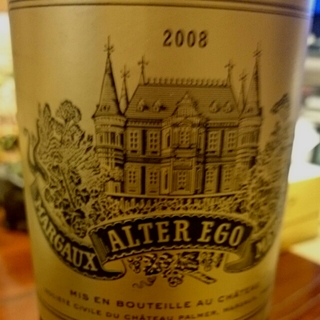 2008
MARGAUX ALTER EGO
MIS EN BOUTEILLE AU CHÂTEAU
CIVILE DU CHÂTEAU PALMER,